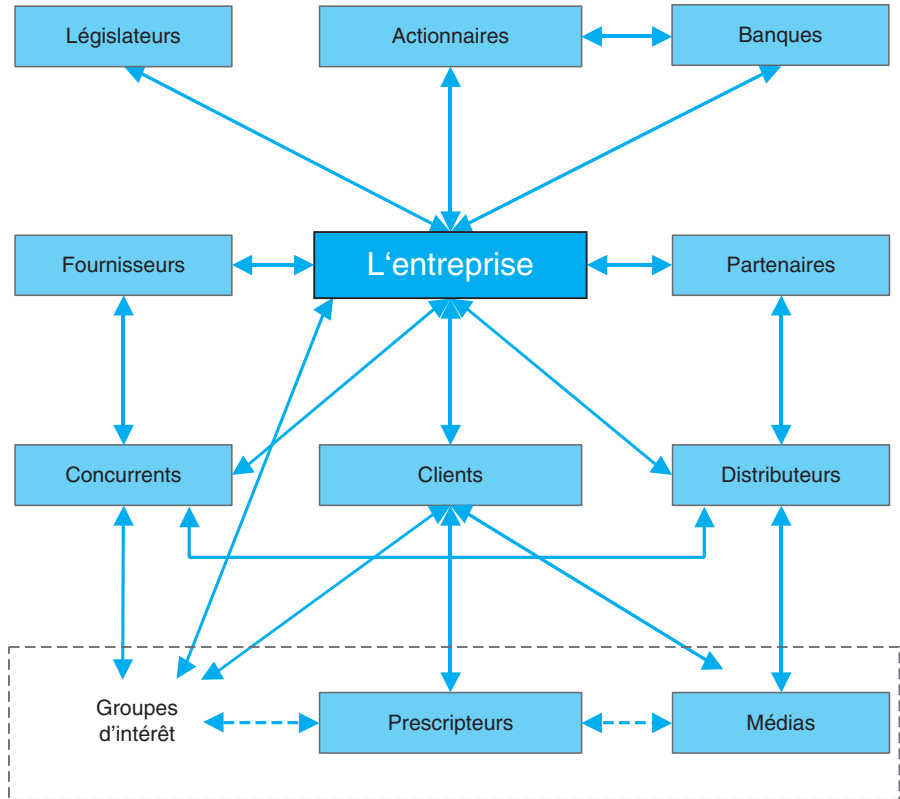 Législateurs
Actionnaires
Banques
Fournisseurs
L‘entreprise
Partenaires
Concurrents
Clients
Distributeurs
Groupes
d'intérêt
Prescripteurs
Médias